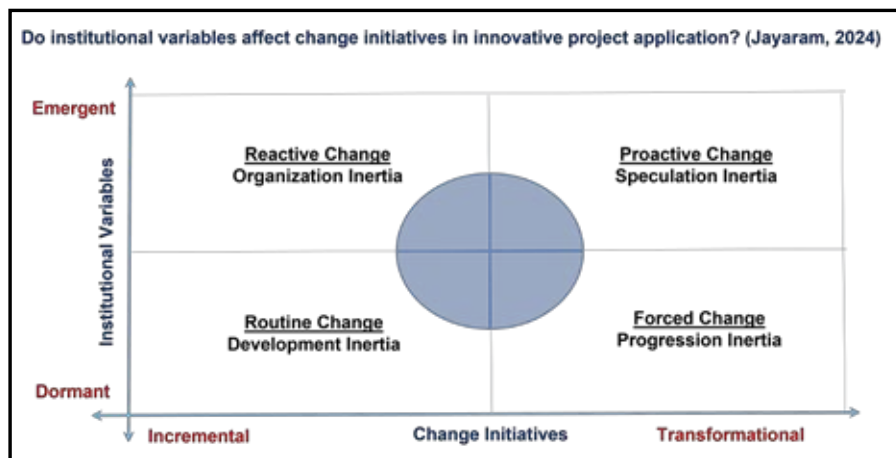 Do institutional variables affect change initiatives in innovative project application? (Jayaram, 2024)
Emergent
Institutional Variables
Dormant
Reactive Change
Organization Inertia
Proactive Change
Speculation Inertia
Routine Change
Development Inertia
Forced Change
Progression Inertia
Incremental
Change Initiatives
Transformational